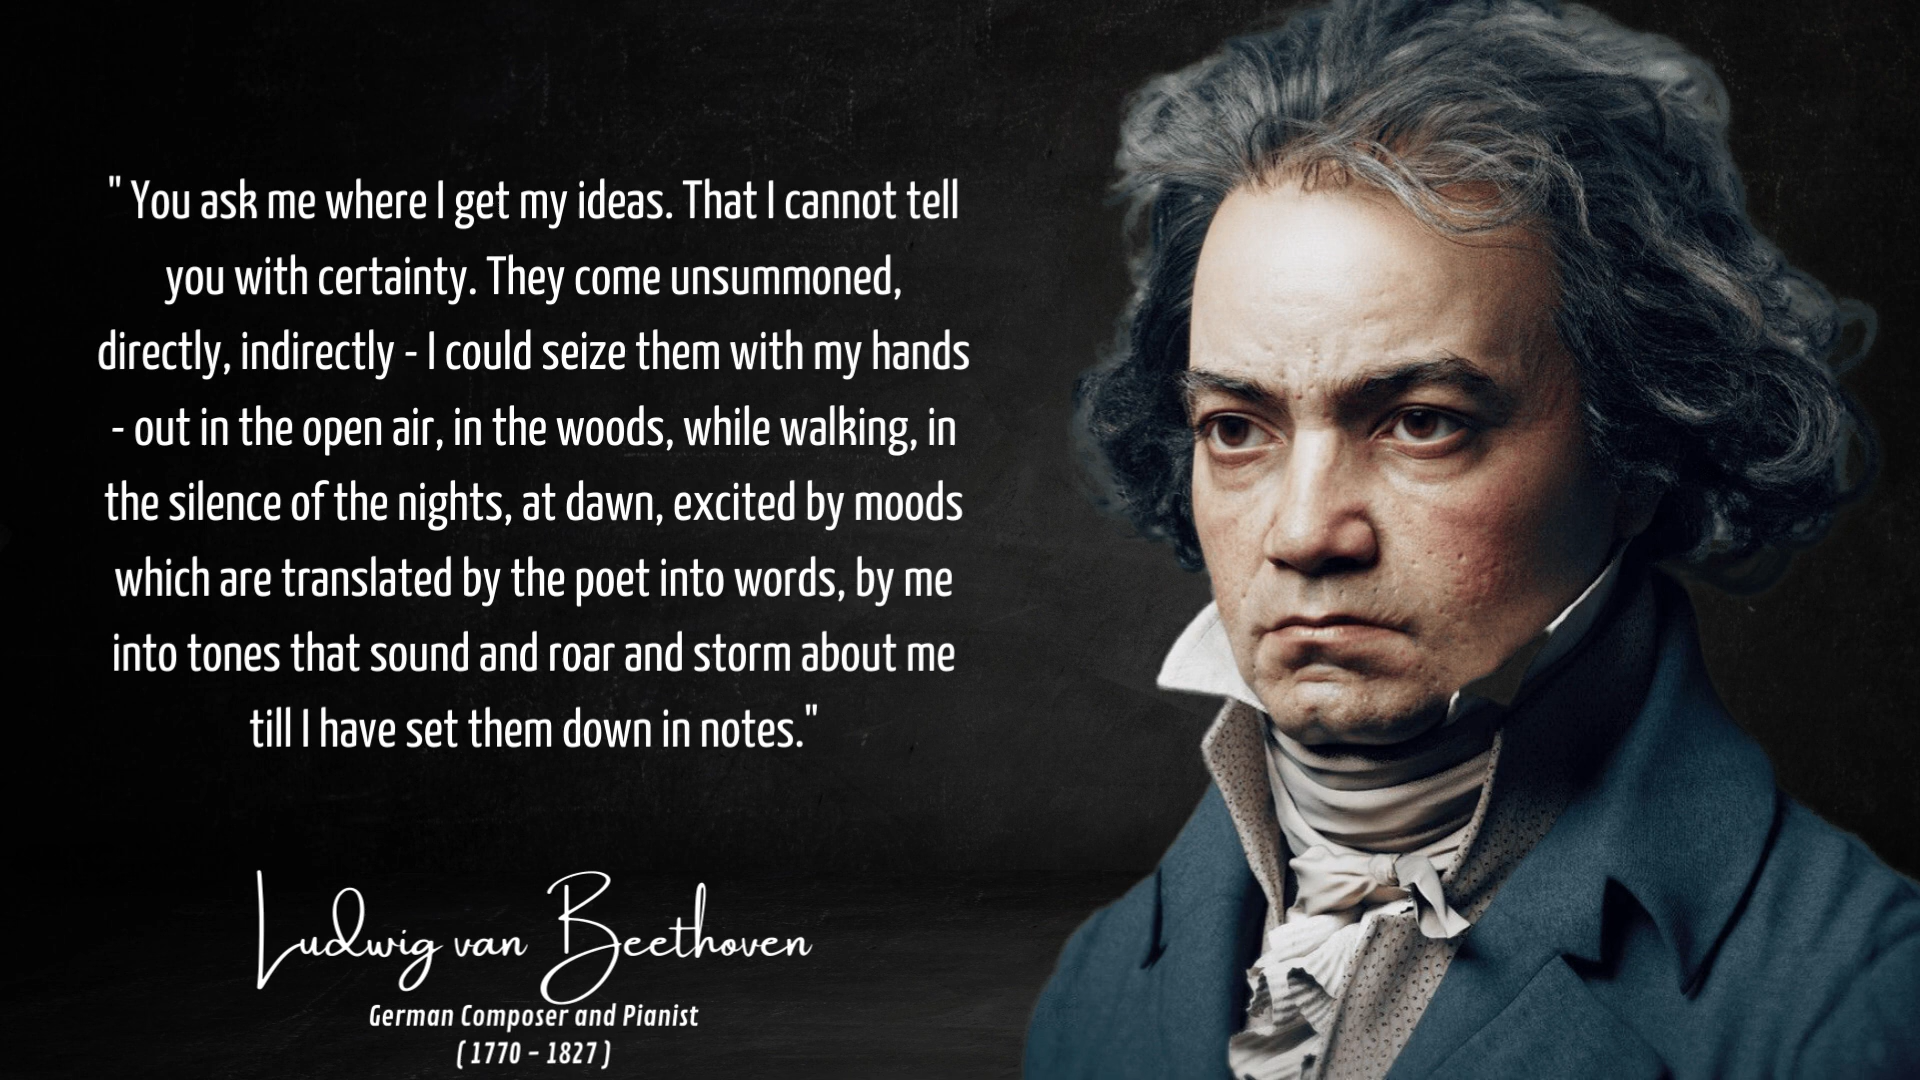 " You ask me where I get my ideas. That I cannot tell
you with certainty. They come unsummoned,
directly, indirectly - I could seize them with my hands
- out in the open air, in the woods, while walking, in
the silence of the nights, at dawn, excited by moods
which are translated by the poet into words, by me
into tones that sound and roar and storm about me
till I have set them down in notes."
Ludwig van Beethoven
German Composer and Pianist
( 1770 - 1827 )